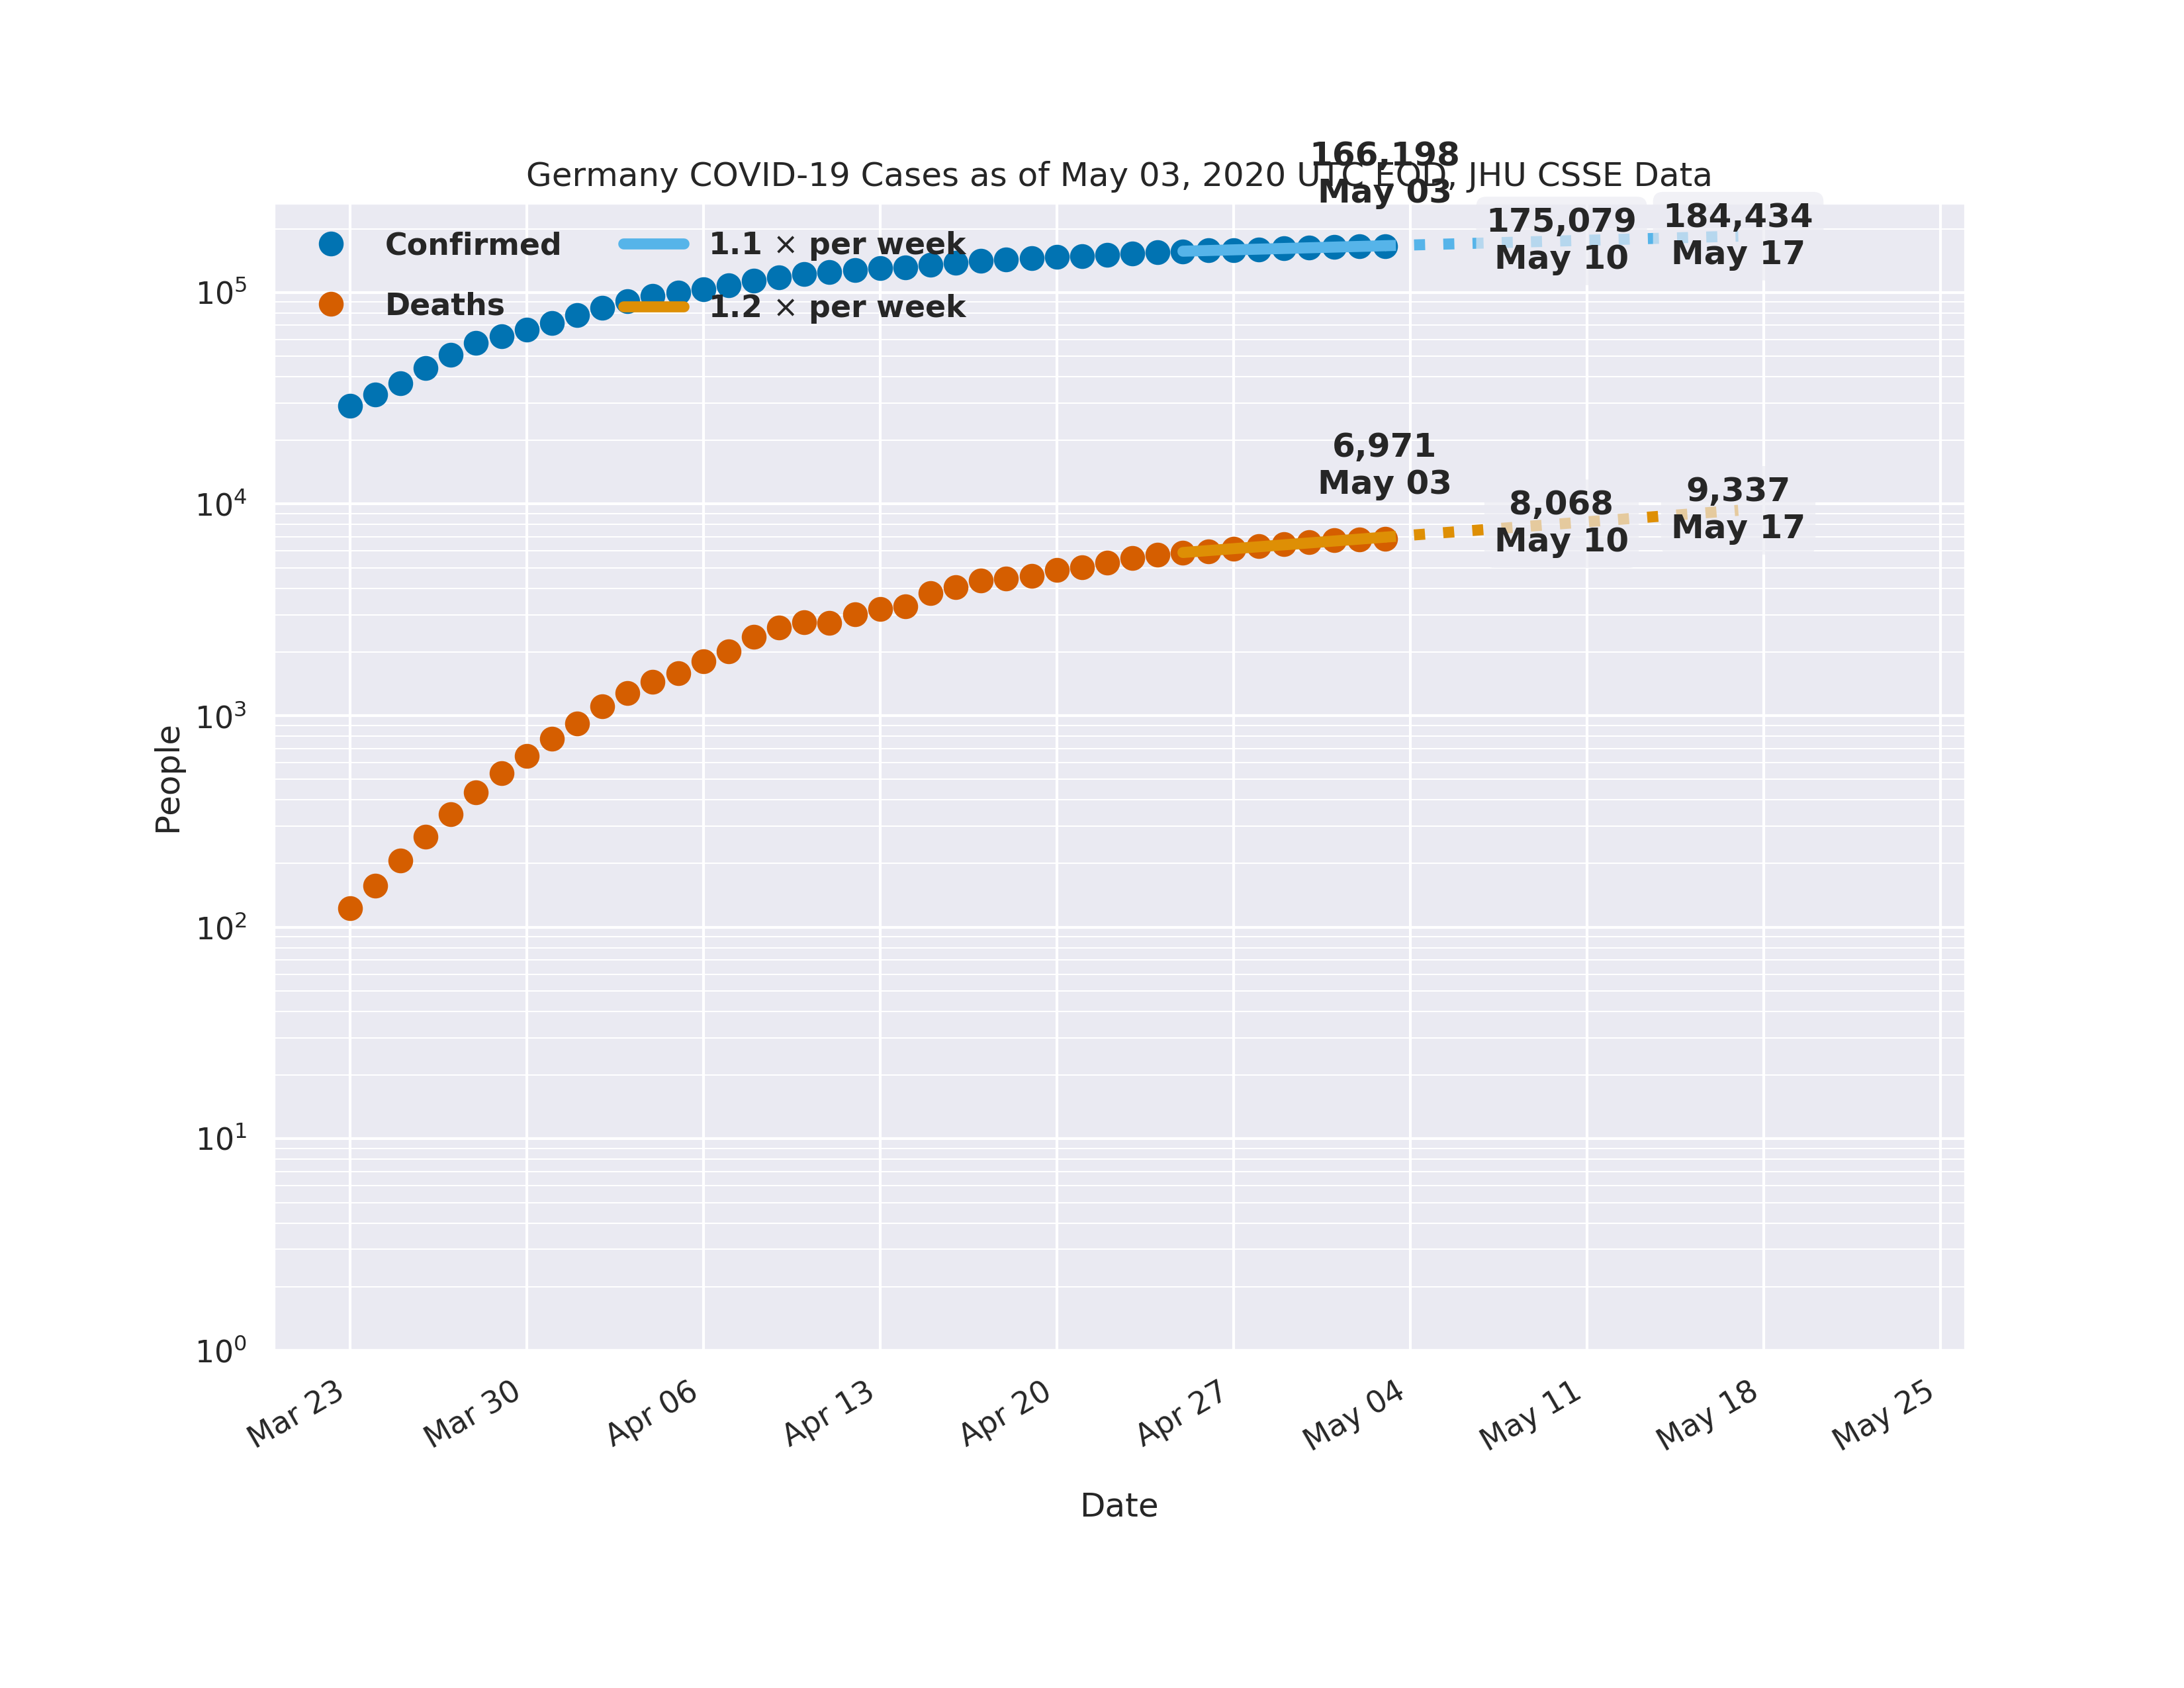 166,198
May 03
Germany COVID-19 Cases as of May 03, 2020 UTC EOD, JHU CSSE Data
175,079
May 10
184,434
May 17
Confirmed
Deaths
1.1 × per week
1.2 × per week
6,971
May 03
8,068
May 10
9,337
May 17
People
10⁵
10⁴
10³
10²
10¹
10⁰
Mar 23
Mar 30
Apr 06
Apr 13
Apr 20
Apr 27
May 04
May 11
May 18
May 25
Date